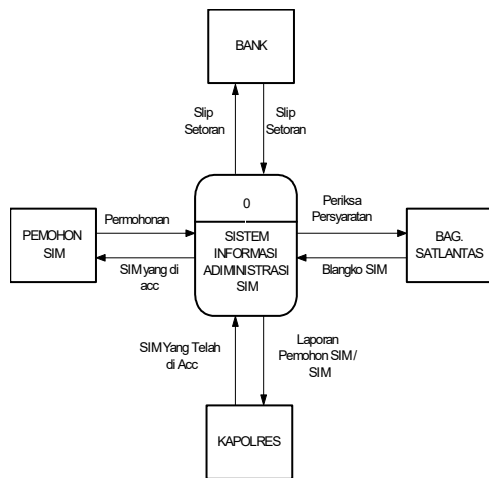 BANK
Slip
Setoran
Slip
Setoran
0
SISTEM
INFORMASI
ADIMINISTRASI
SIM
PEMOHON
SIM
Permohonan
SIM yang di
acc
Periksa
Persyaratan
Blangko SIM
BAG.
SATLANTAS
SIM Yang Telah
di Acc
Laporan
Pemohon SIM /
SIM
KAPOLRES